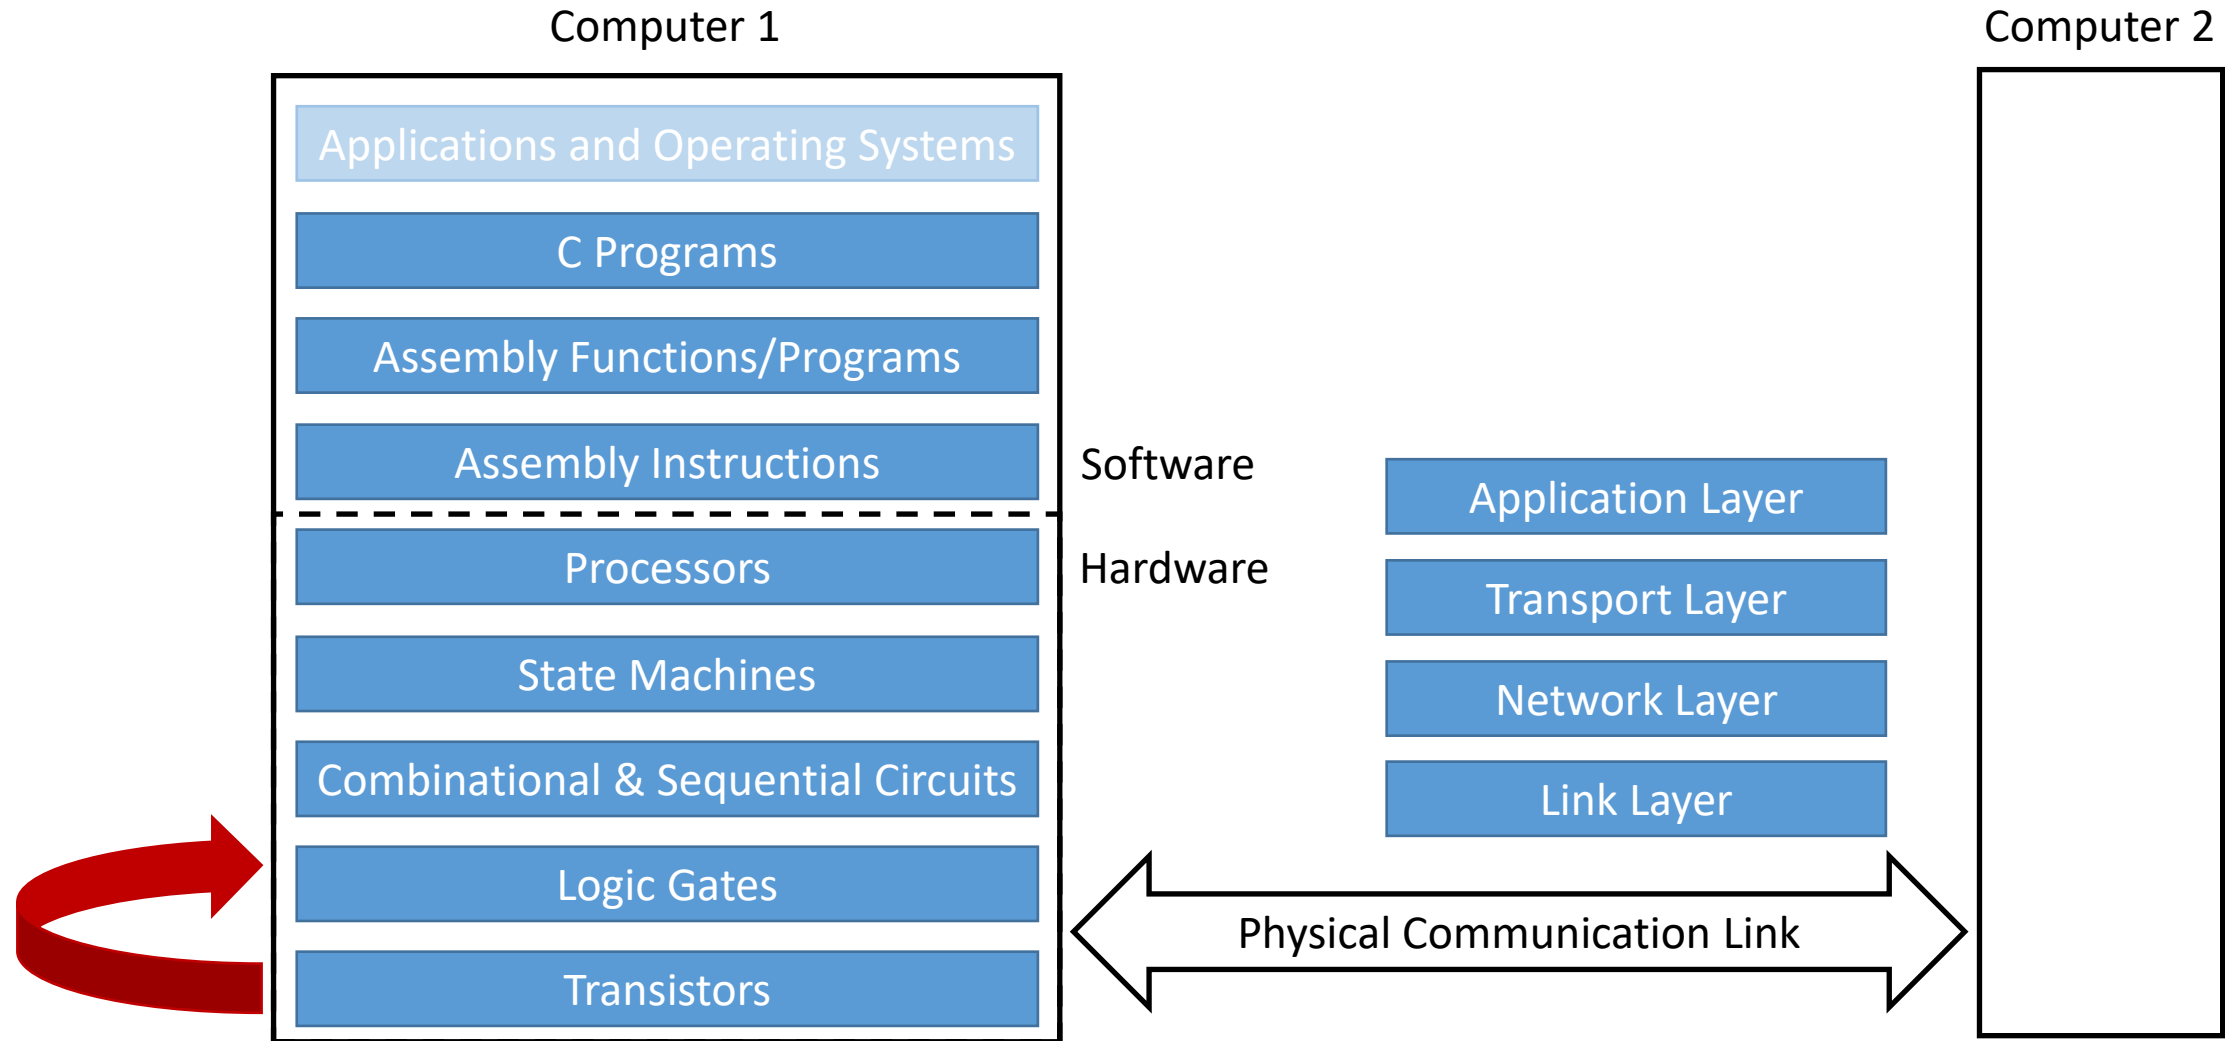 Computer 1
Computer 2
Applications and Operating Systems
C Programs
Assembly Functions/Programs
Assembly Instructions
Software
Processors
Hardware
State Machines
Combinational & Sequential Circuits
Logic Gates
Transistors
Application Layer
Transport Layer
Network Layer
Link Layer
Physical Communication Link